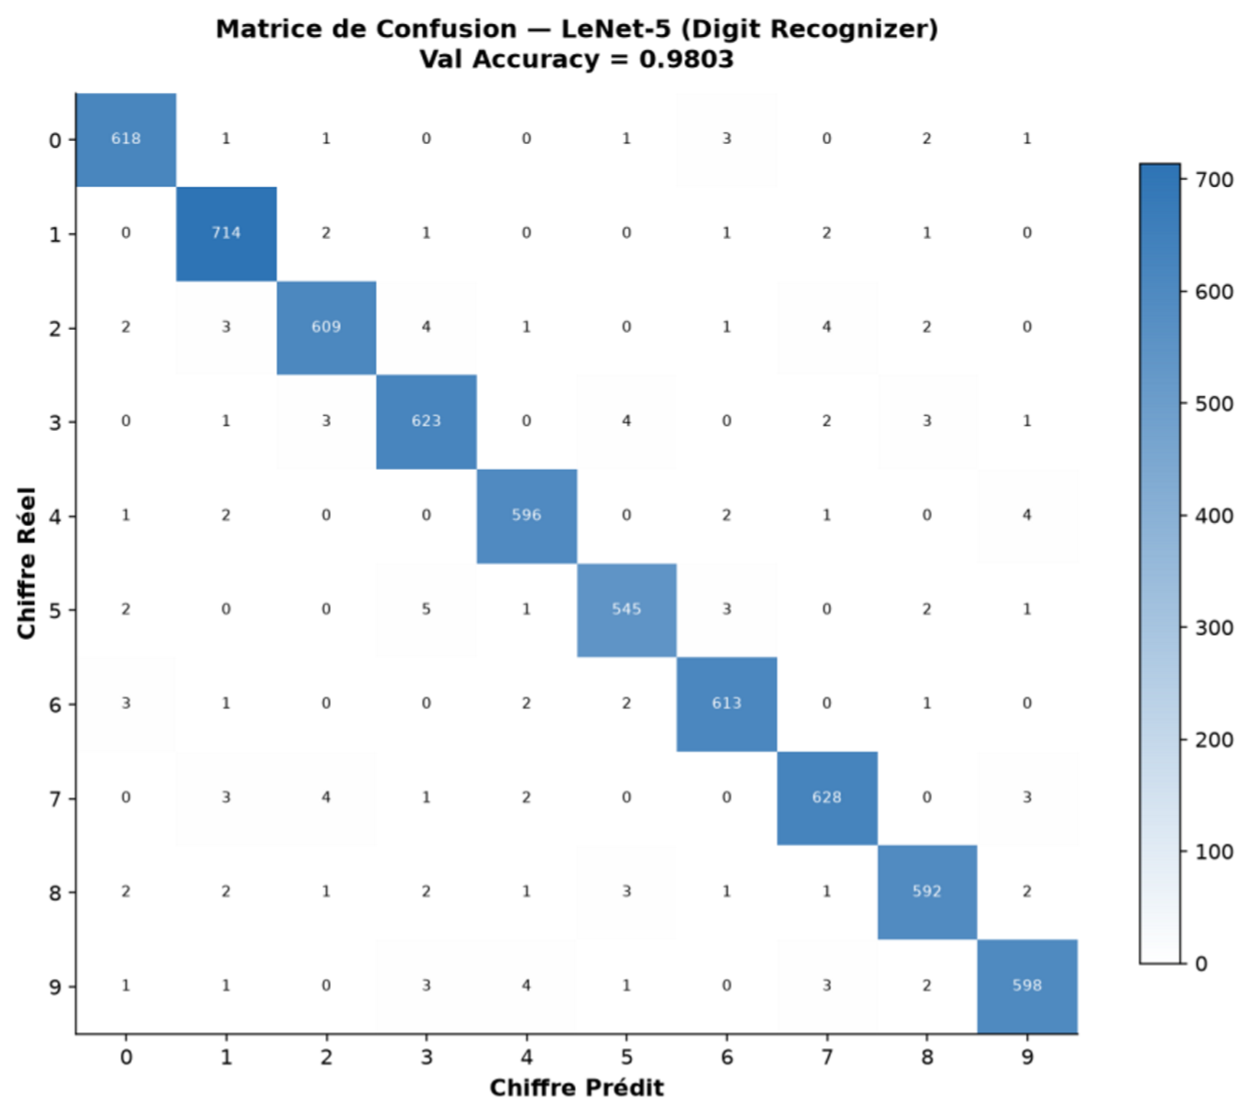 Matrice de Confusion — LeNet-5 (Digit Recognizer)
Val Accuracy = 0.9803
0 618 1 1 0 0 1 3 0 2 1
1 0 714 2 1 0 0 1 2 1 0
2 2 3 609 4 1 0 1 4 2 0
3 0 1 3 623 0 4 0 2 3 1
4 1 2 0 0 596 0 2 1 0 4
5 2 0 0 5 1 545 3 0 2 1
6 3 1 0 0 2 2 613 0 1 0
7 0 3 4 1 2 0 0 628 0 3
8 2 2 1 2 1 3 1 1 592 2
9 1 1 0 3 4 1 0 3 2 598
0 1 2 3 4 5 6 7 8 9
Chiffre Prédit
Chiffre Réel
700
600
500
400
300
200
100
0